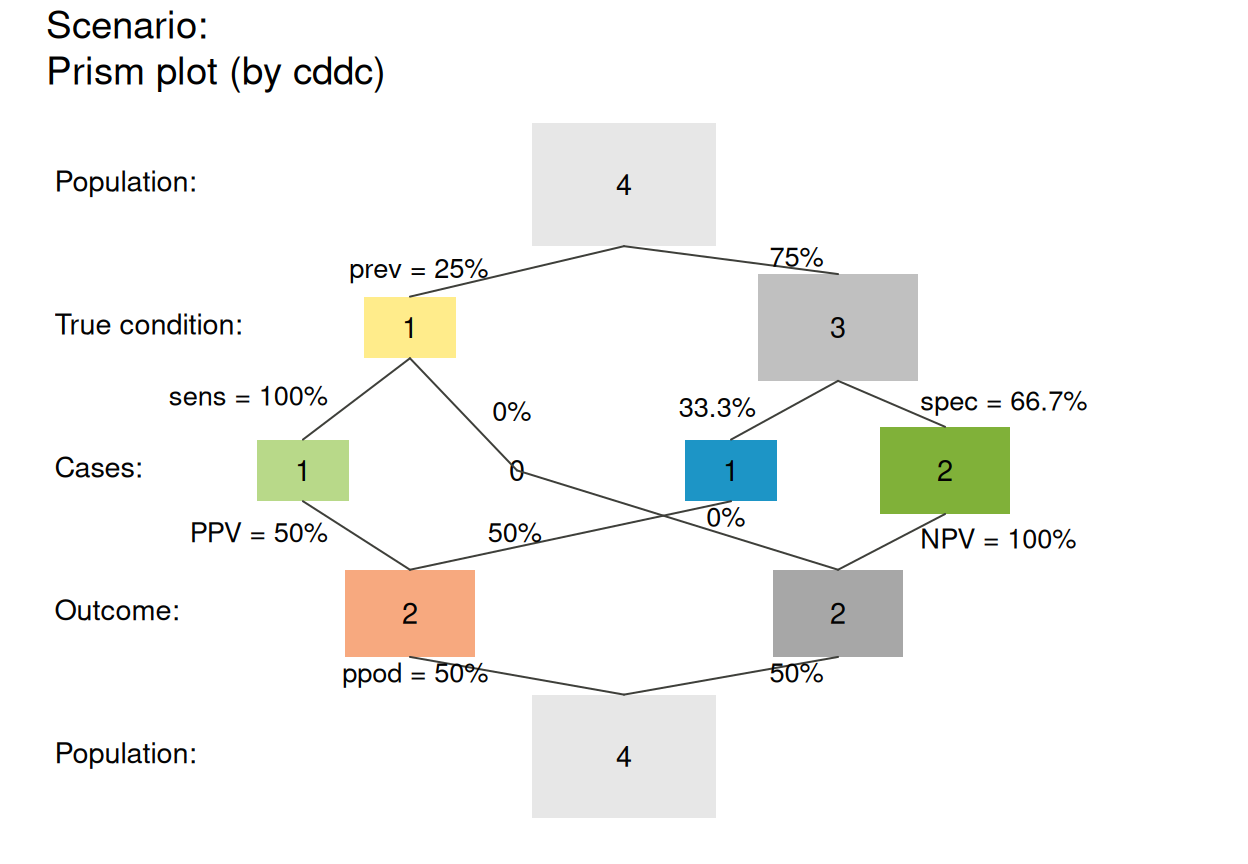 Scenario:
Prism plot (by cddc)
Population:
4
prev = 25%
75%
True condition:
1
3
sens = 100%
0%
33.3%
spec = 66.7%
Cases:
1
0
1
2
PPV = 50%
50%
0%
NPV = 100%
Outcome:
2
2
ppod = 50%
50%
Population:
4